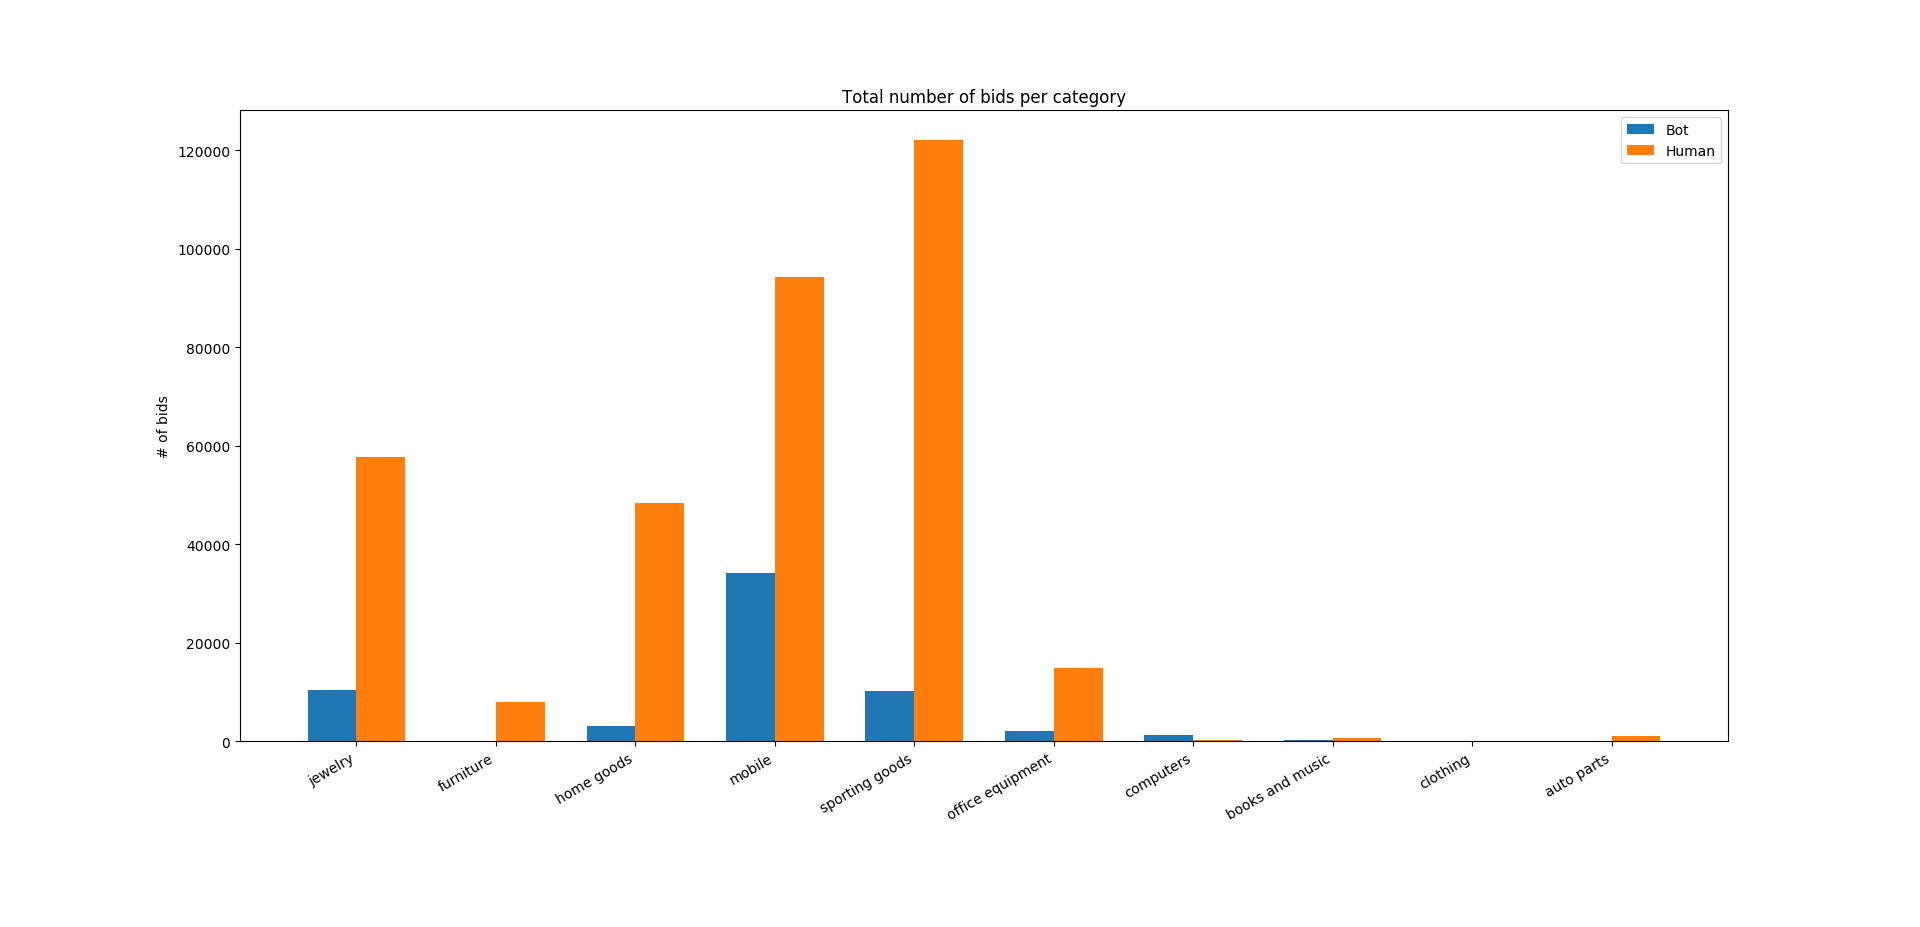 Total number of bids per category
Bot
Human
120000
100000
80000
60000
40000
20000
0
# of bids
jewelry
furniture
home goods
mobile
sporting goods
office equipment
computers
books and music
clothing
auto parts